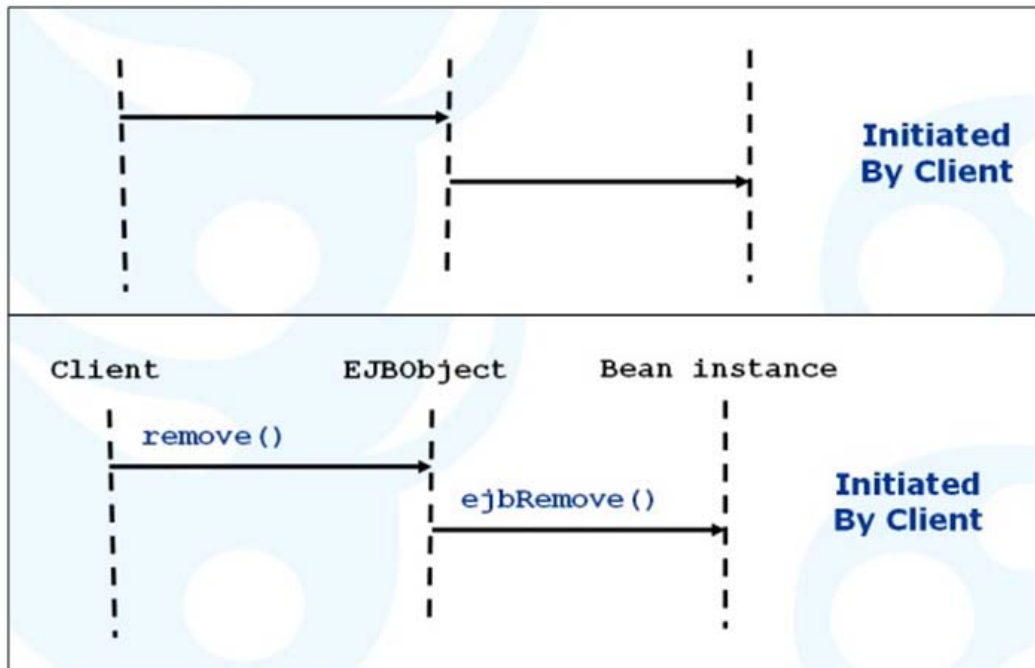 Initiated
By Client
Client EJBObject Bean instance
remove()
ejbRemove()
Initiated
By Client